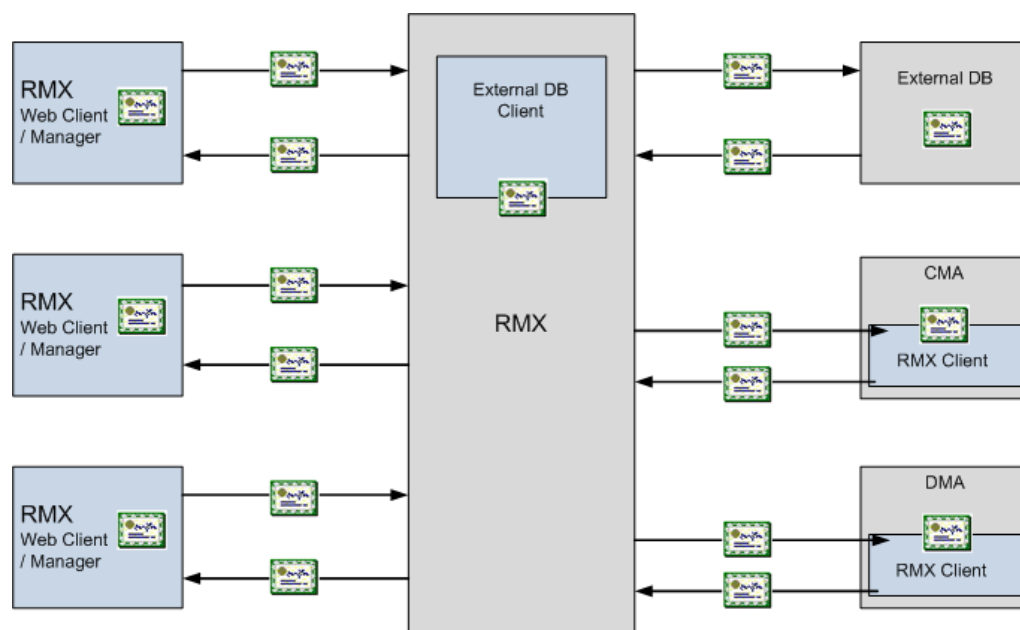 RMX
Web Client
/ Manager
External DB
Client
External DB
RMX
Web Client
/ Manager
RMX
CMA
RMX Client
RMX
Web Client
/ Manager
DMA
RMX Client